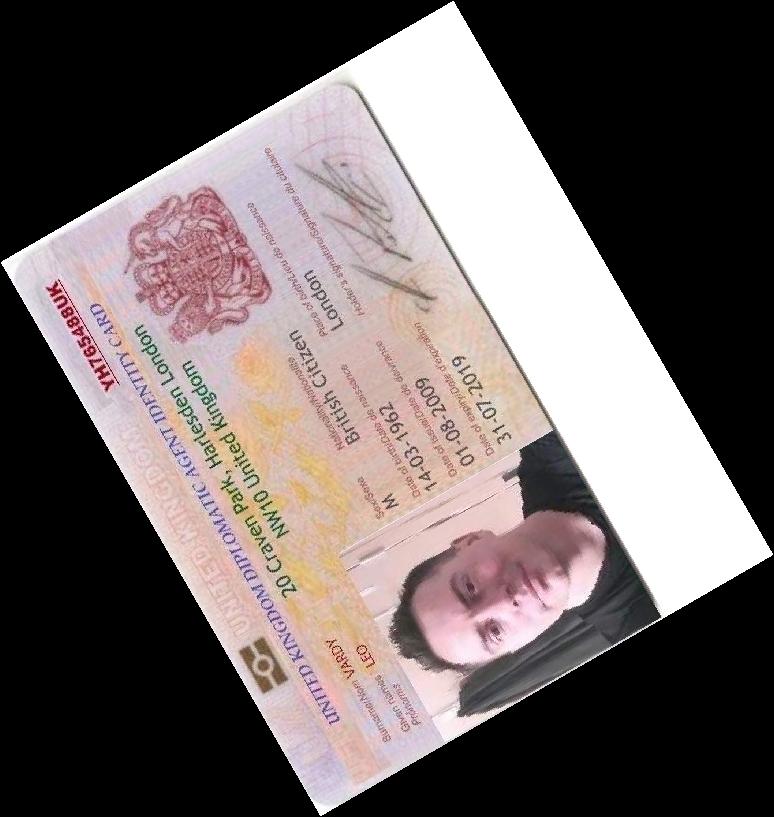 UNITED KINGDOM
UNITED KINGDOM DIPLOMATIC AGENT IDENTITY CARD
YH765488UK
20 Craven Park, Harlesden London
NW10 United Kingdom
Surname/Nom VARDY
Given name LEO
Prénoms
Sex/Sexe
M
Nationality/Nationalité
British Citizen
Place of birth/Lieu de naissance
London
Date of birth/Date de naissance
14-03-1962
Date of issue/Date de délivrance
01-08-2009
Date of expiry/Date d'expiration
31-07-2019
Holder's signature/Signature du citulaire